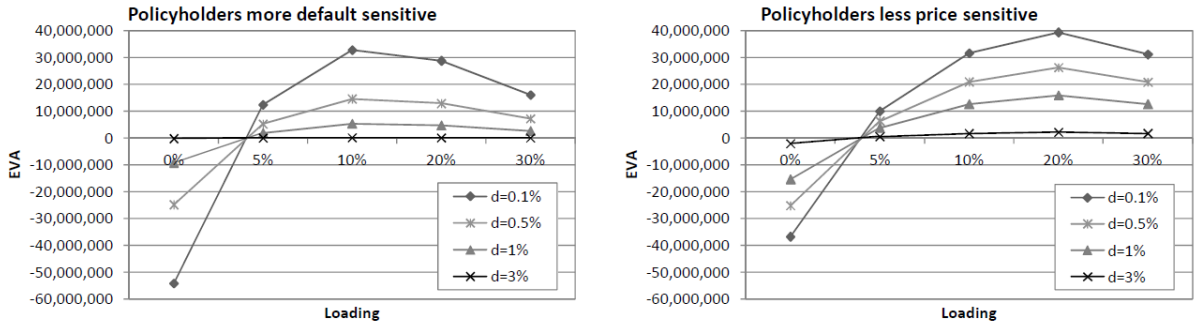 Policyholders more default sensitive
40,000,000
30,000,000
20,000,000
10,000,000
0
-10,000,000
-20,000,000
-30,000,000
-40,000,000
-50,000,000
-60,000,000
EVA
0% 5% 10% 20% 30%
d=0.1%
d=0.5%
d=1%
d=3%
Loading
Policyholders less price sensitive
40,000,000
30,000,000
20,000,000
10,000,000
0
-10,000,000
-20,000,000
-30,000,000
-40,000,000
-50,000,000
-60,000,000
EVA
0% 5% 10% 20% 30%
d=0.1%
d=0.5%
d=1%
d=3%
Loading